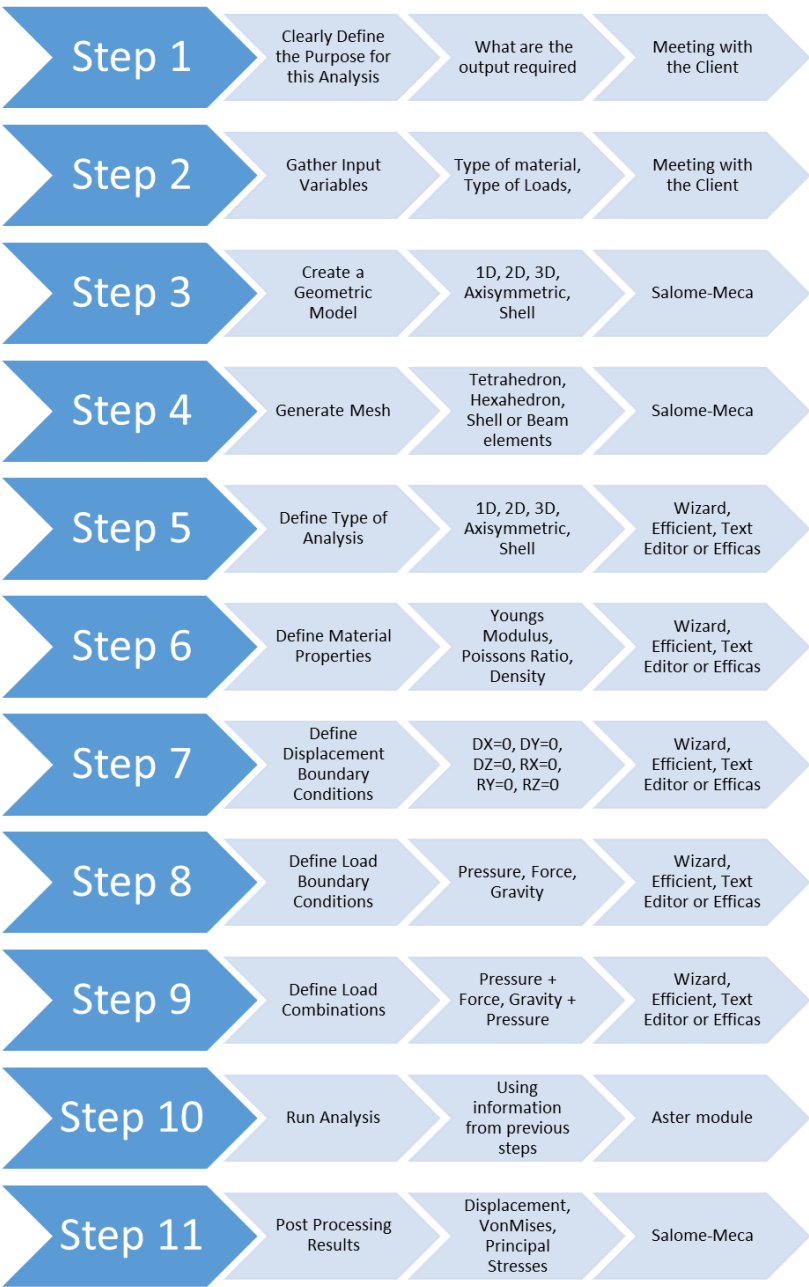 Step 1
Clearly Define
the Purpose for
this Analysis
What are the
output required
Meeting with
the Client
Step 2
Gather Input
Variables
Type of material,
Type of Loads,
Meeting with
the Client
Step 3
Create a
Geometric
Model
1D, 2D, 3D,
Axisymmetric,
Shell
Salome-Meca
Step 4
Generate Mesh
Tetrahedron,
Hexahedron,
Shell or Beam
elements
Salome-Meca
Step 5
Define Type of
Analysis
1D, 2D, 3D,
Axisymmetric,
Shell
Wizard,
Efficient, Text
Editor or Efficas
Step 6
Define Material
Properties
Youngs
Modulus,
Poissons Ratio,
Density
Wizard,
Efficient, Text
Editor or Efficas
Step 7
Define
Displacement
Boundary
Conditions
DX=0, DY=0,
DZ=0, RX=0,
RY=0, RZ=0
Wizard,
Efficient, Text
Editor or Efficas
Step 8
Define Load
Boundary
Conditions
Pressure, Force,
Gravity
Wizard,
Efficient, Text
Editor or Efficas
Step 9
Define Load
Combinations
Pressure +
Force, Gravity +
Pressure
Wizard,
Efficient, Text
Editor or Efficas
Step 10
Run Analysis
Using
information
from previous
steps
Aster module
Step 11
Post Processing
Results
Displacement,
VonMises,
Principal
Stresses
Salome-Meca